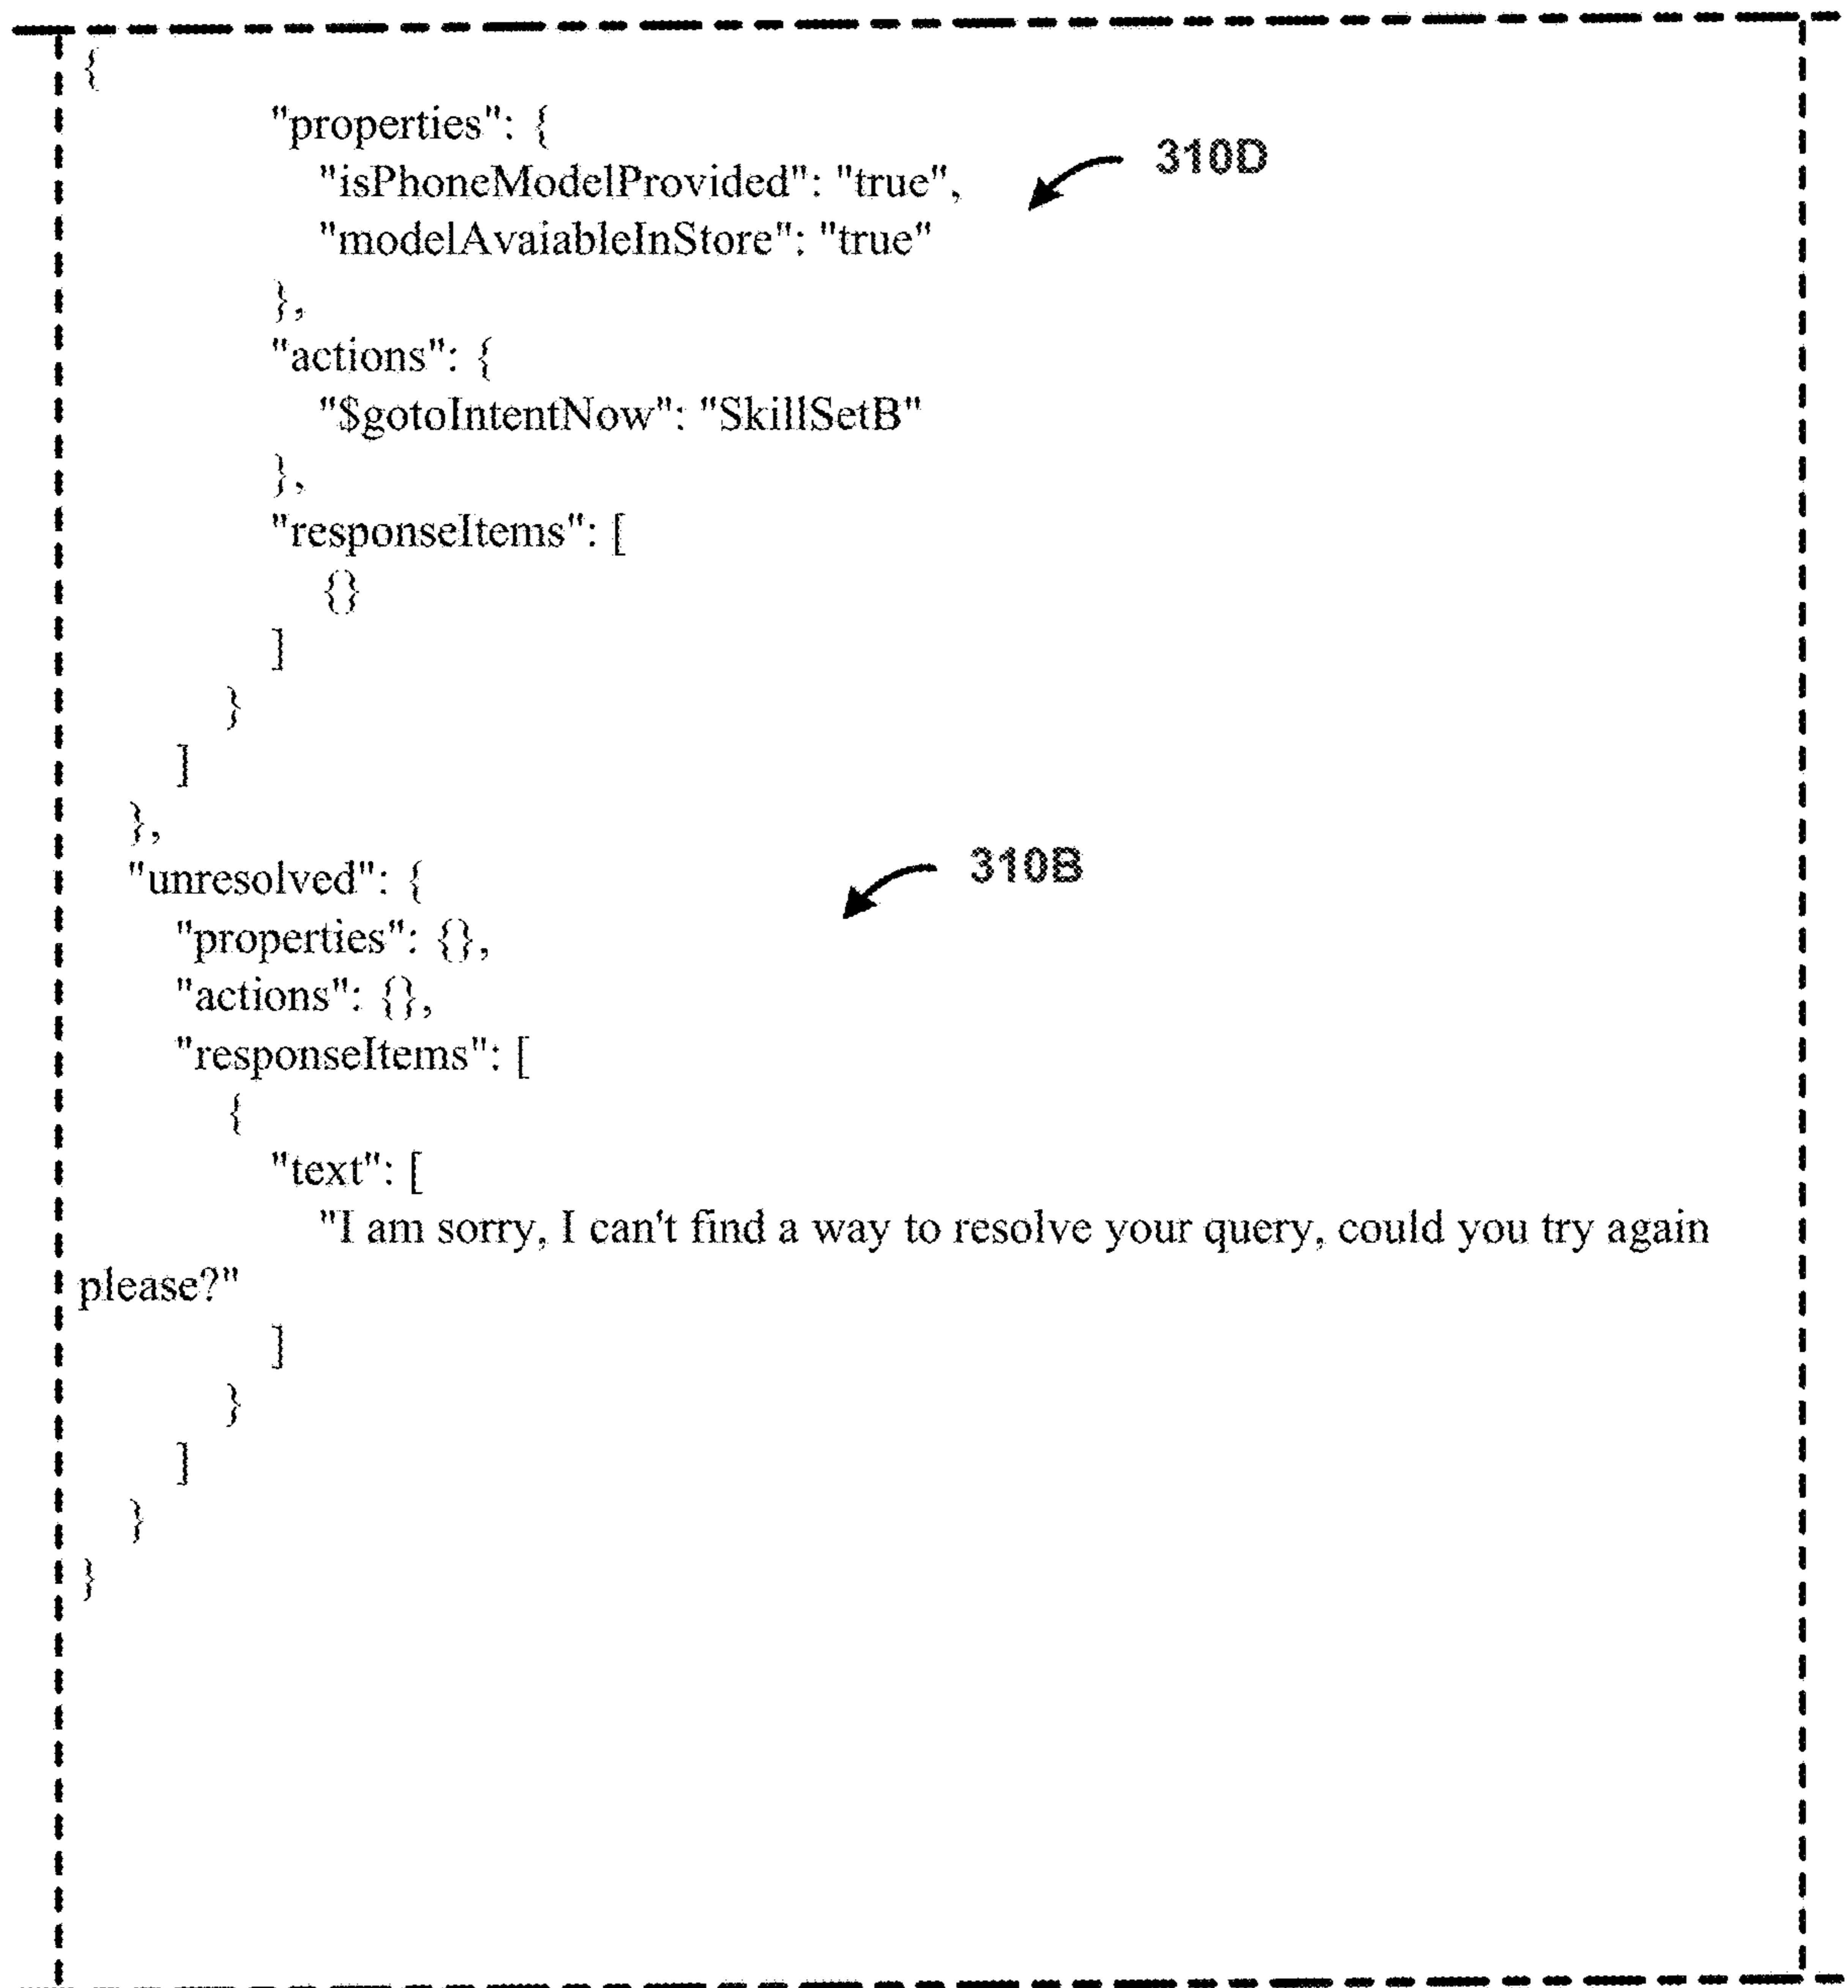 {
"properties": {
"isPhoneModelProvided": "true",
310D
"modelAvaiableInStore": "true"
},
"actions": {
"$gotoIntentNow": "SkillSetB"
},
"responseItems": [
{}
]
}
]
},
"unresolved": {
310B
"properties": {},
"actions": {},
"responseItems": [
{
"text": [
"I am sorry, I can't find a way to resolve your query, could you try again
please?"
]
}
]
}
}